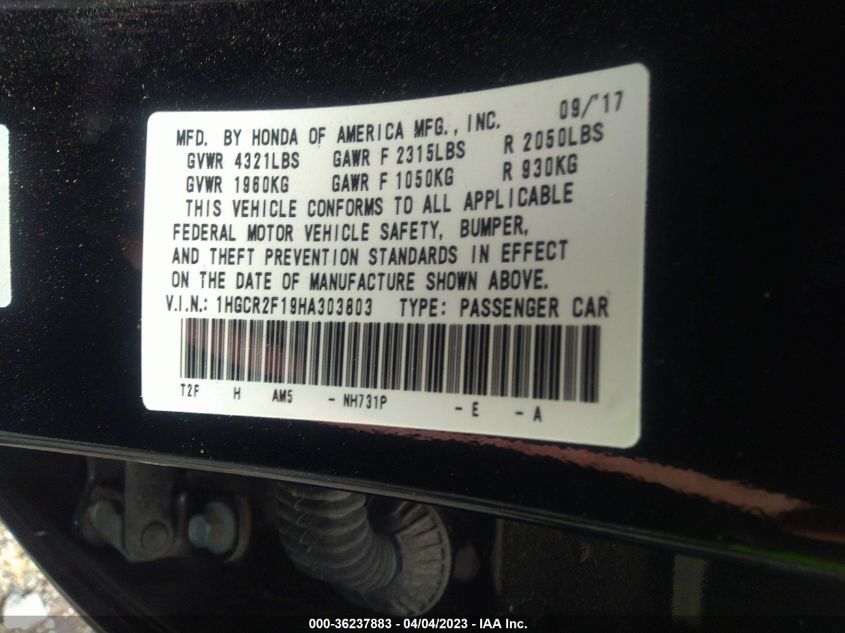 09/'17
MFD. BY HONDA OF AMERICA MFG., INC.
GVWR 4321LBS GAWR F 2315LBS R 2050LBS
GVWR 1960KG GAWR F 1050KG R 930KG
THIS VEHICLE CONFORMS TO ALL APPLICABLE
FEDERAL MOTOR VEHICLE SAFETY, BUMPER,
AND THEFT PREVENTION STANDARDS IN EFFECT
ON THE DATE OF MANUFACTURE SHOWN ABOVE.
V.I.N.: 1HGCR2F19HA303803 TYPE: PASSENGER CAR
T2F H AM5 - NH731P - E - A
000-36237883 - 04/04/2023 - IAA Inc.